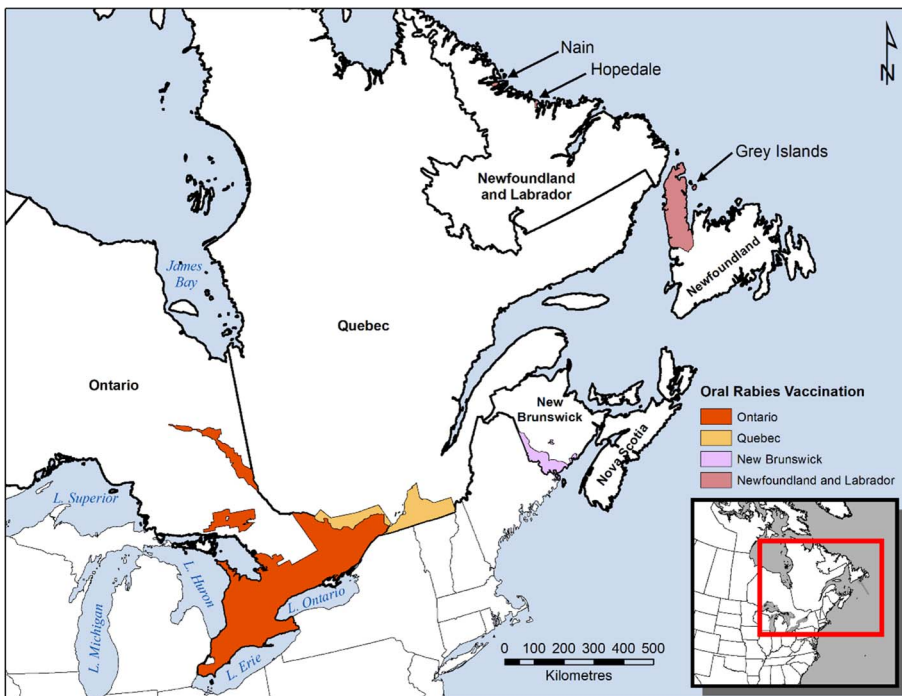 Nain
Hopedale
N
Grey Islands
Newfoundland
and Labrador
Newfoundland
James
Bay
Quebec
Ontario
New
Brunswick
Nova Scotia
L. Superior
L. Huron
L. Michigan
L. Ontario
L. Erie
Oral Rabies Vaccination
Ontario
Quebec
New Brunswick
Newfoundland and Labrador
0 50 100 200 300 400 500
Kilometres